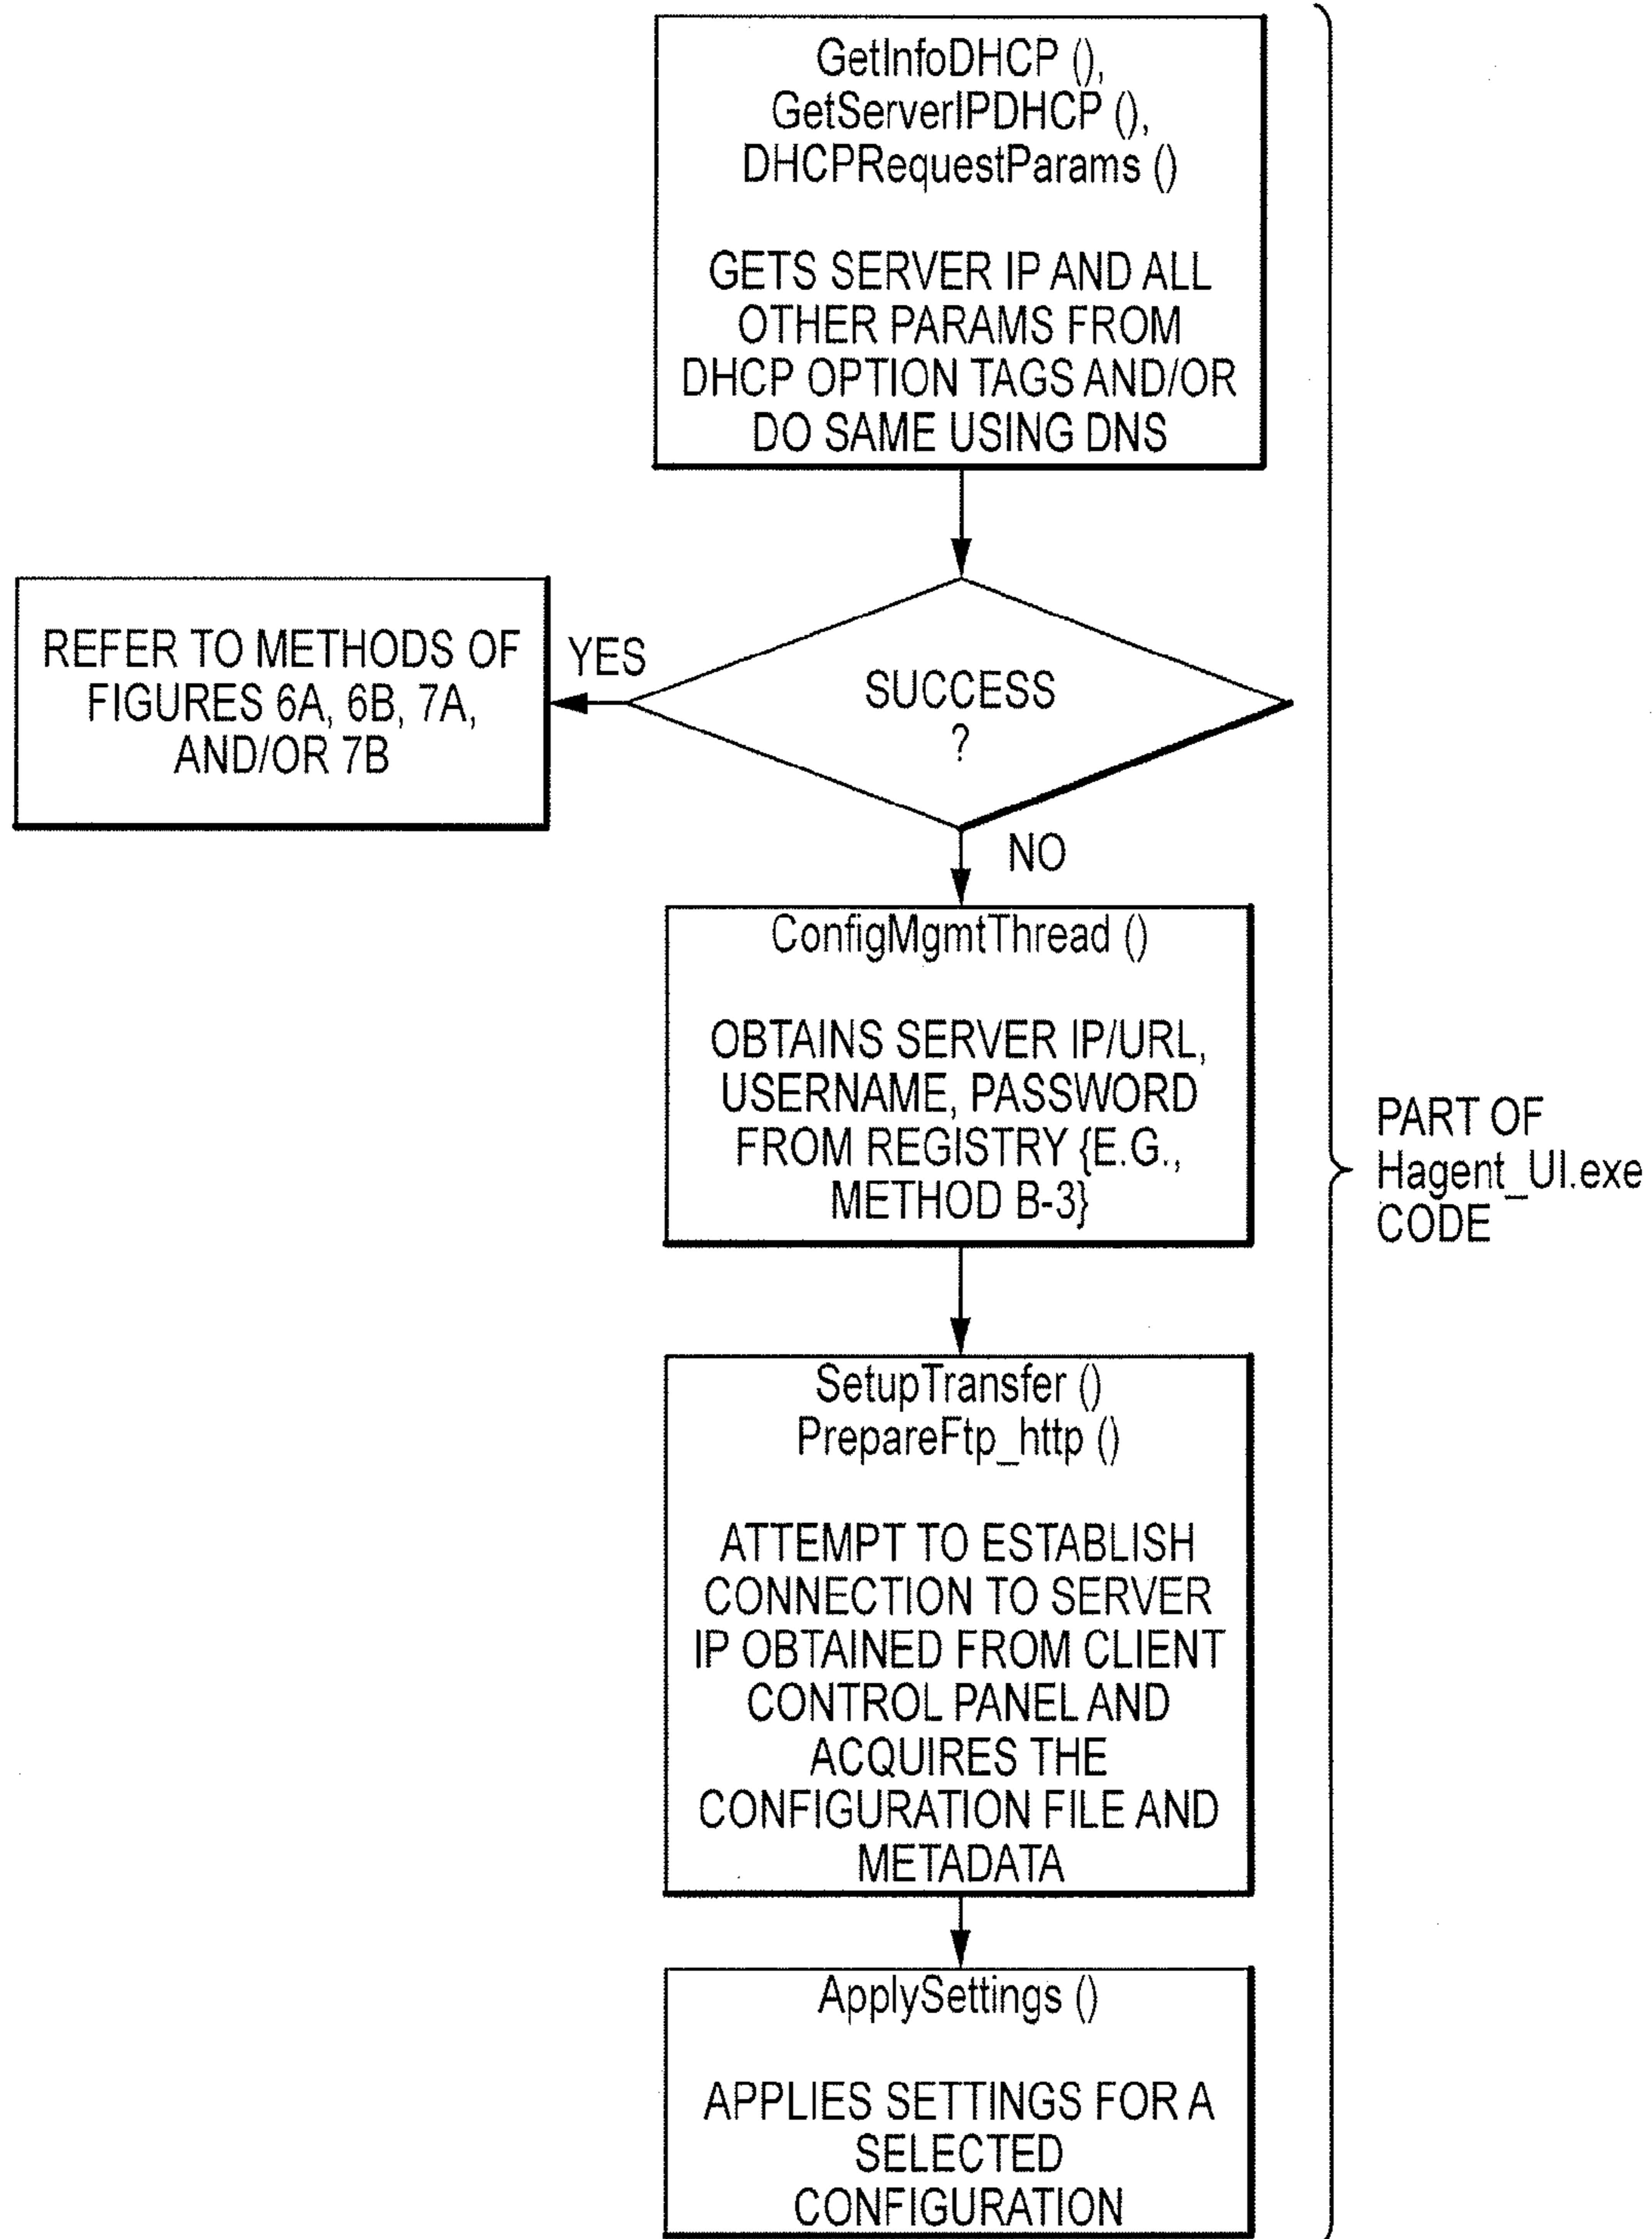 GetInfoDHCP (),
GetServerIPDHCP (),
DHCPRequestParams ()
GETS SERVER IP AND ALL
OTHER PARAMS FROM
DHCP OPTION TAGS AND/OR
DO SAME USING DNS
REFER TO METHODS OF
FIGURES 6A, 6B, 7A,
AND/OR 7B
YES
SUCCESS
?
NO
ConfigMgmtThread ()
OBTAINS SERVER IP/URL,
USERNAME, PASSWORD
FROM REGISTRY {E.G.,
METHOD B-3}
PART OF
Hagent_UI.exe
CODE
SetupTransfer ()
PrepareFtp_http ()
ATTEMPT TO ESTABLISH
CONNECTION TO SERVER
IP OBTAINED FROM CLIENT
CONTROL PANEL AND
ACQUIRES THE
CONFIGURATION FILE AND
METADATA
ApplySettings ()
APPLIES SETTINGS FOR A
SELECTED
CONFIGURATION